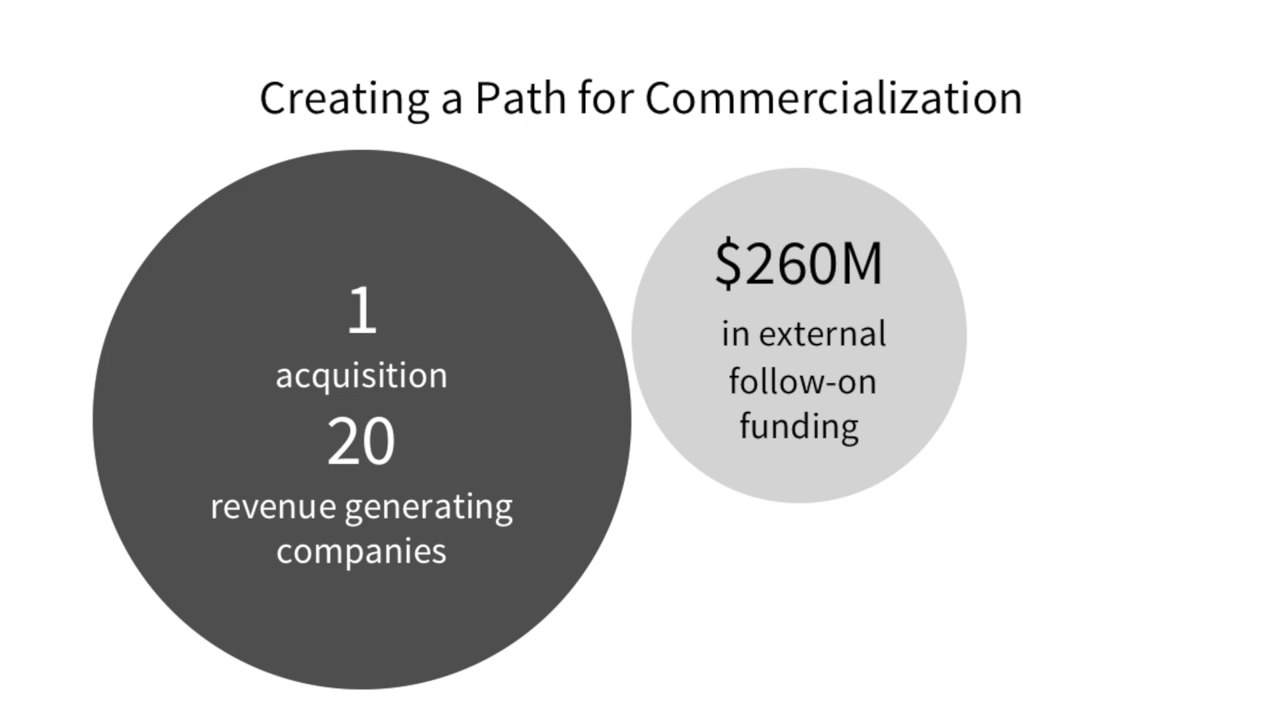 Creating a Path for Commercialization
1
acquisition
20
revenue generating
companies
$260M
in external
follow-on
funding